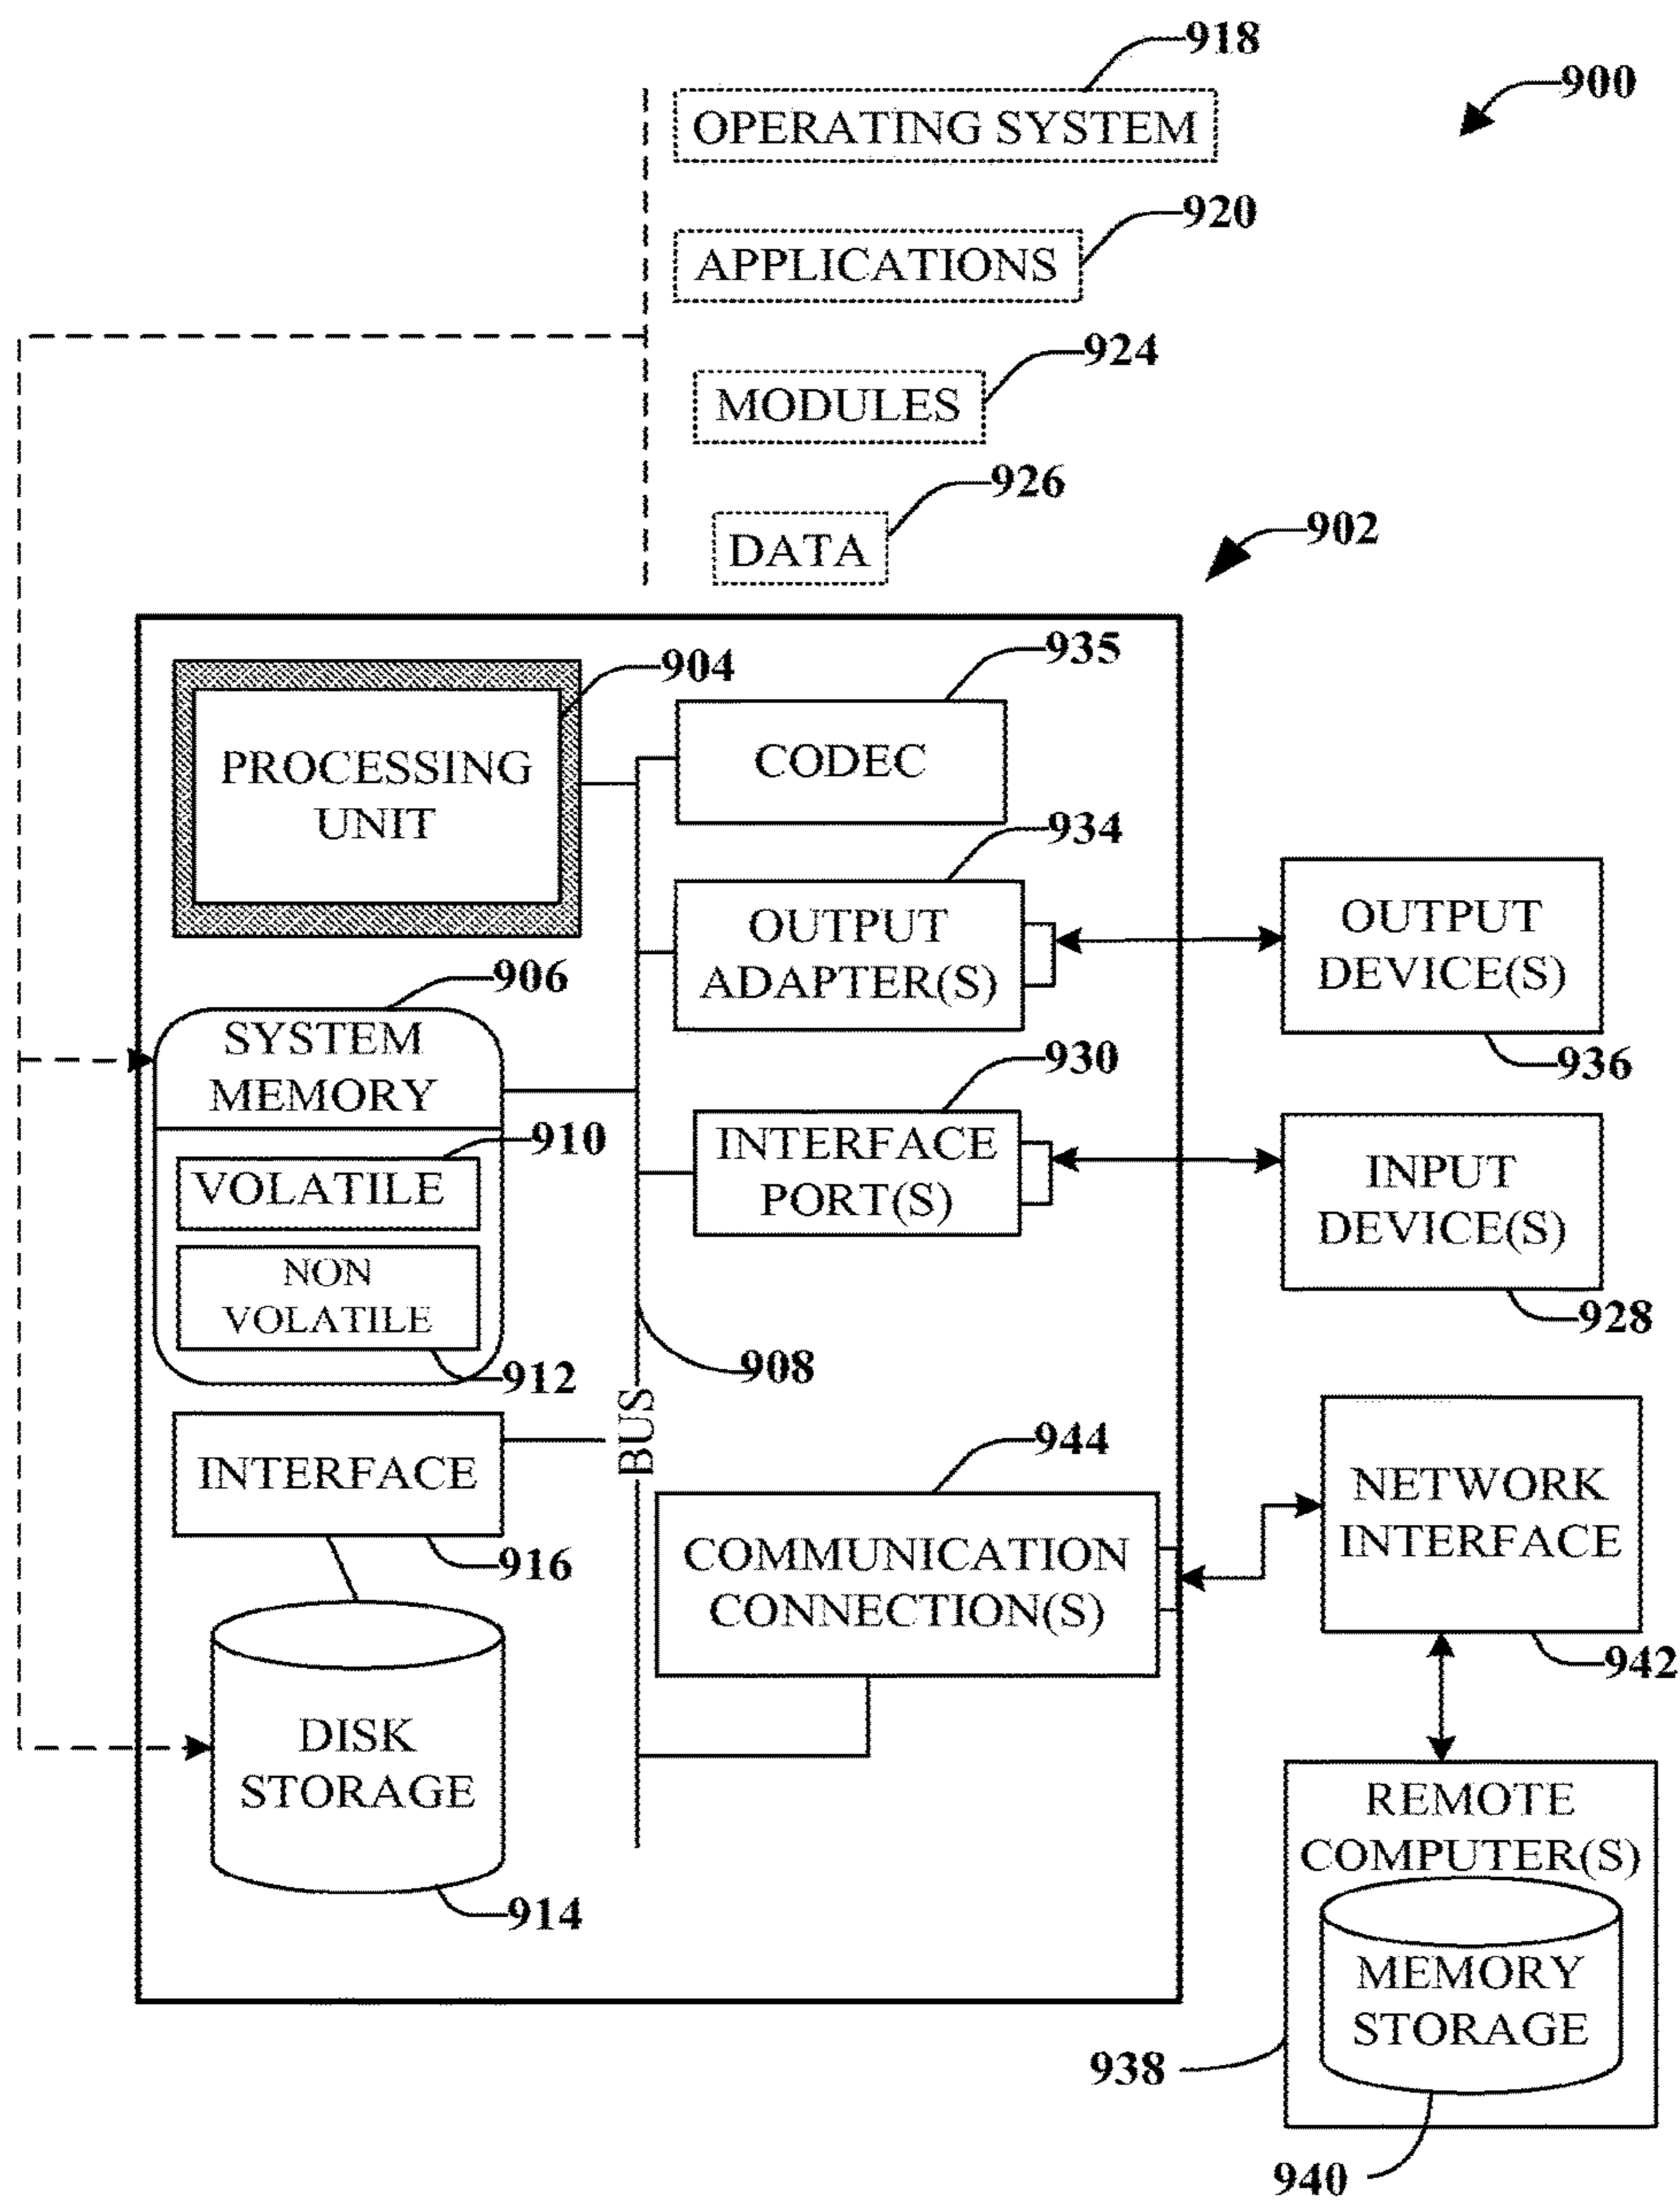 918
900
OPERATING SYSTEM
920
APPLICATIONS
924
MODULES
926
DATA
902
904
PROCESSING
UNIT
935
CODEC
934
OUTPUT
ADAPTER(S)
OUTPUT
DEVICE(S)
936
906
SYSTEM
MEMORY
910
VOLATILE
NON
VOLATILE
912
930
INTERFACE
PORT(S)
INPUT
DEVICE(S)
928
908
BUS
INTERFACE
916
944
COMMUNICATION
CONNECTION(S)
NETWORK
INTERFACE
942
DISK
STORAGE
914
REMOTE
COMPUTER(S)
MEMORY
STORAGE
938
940